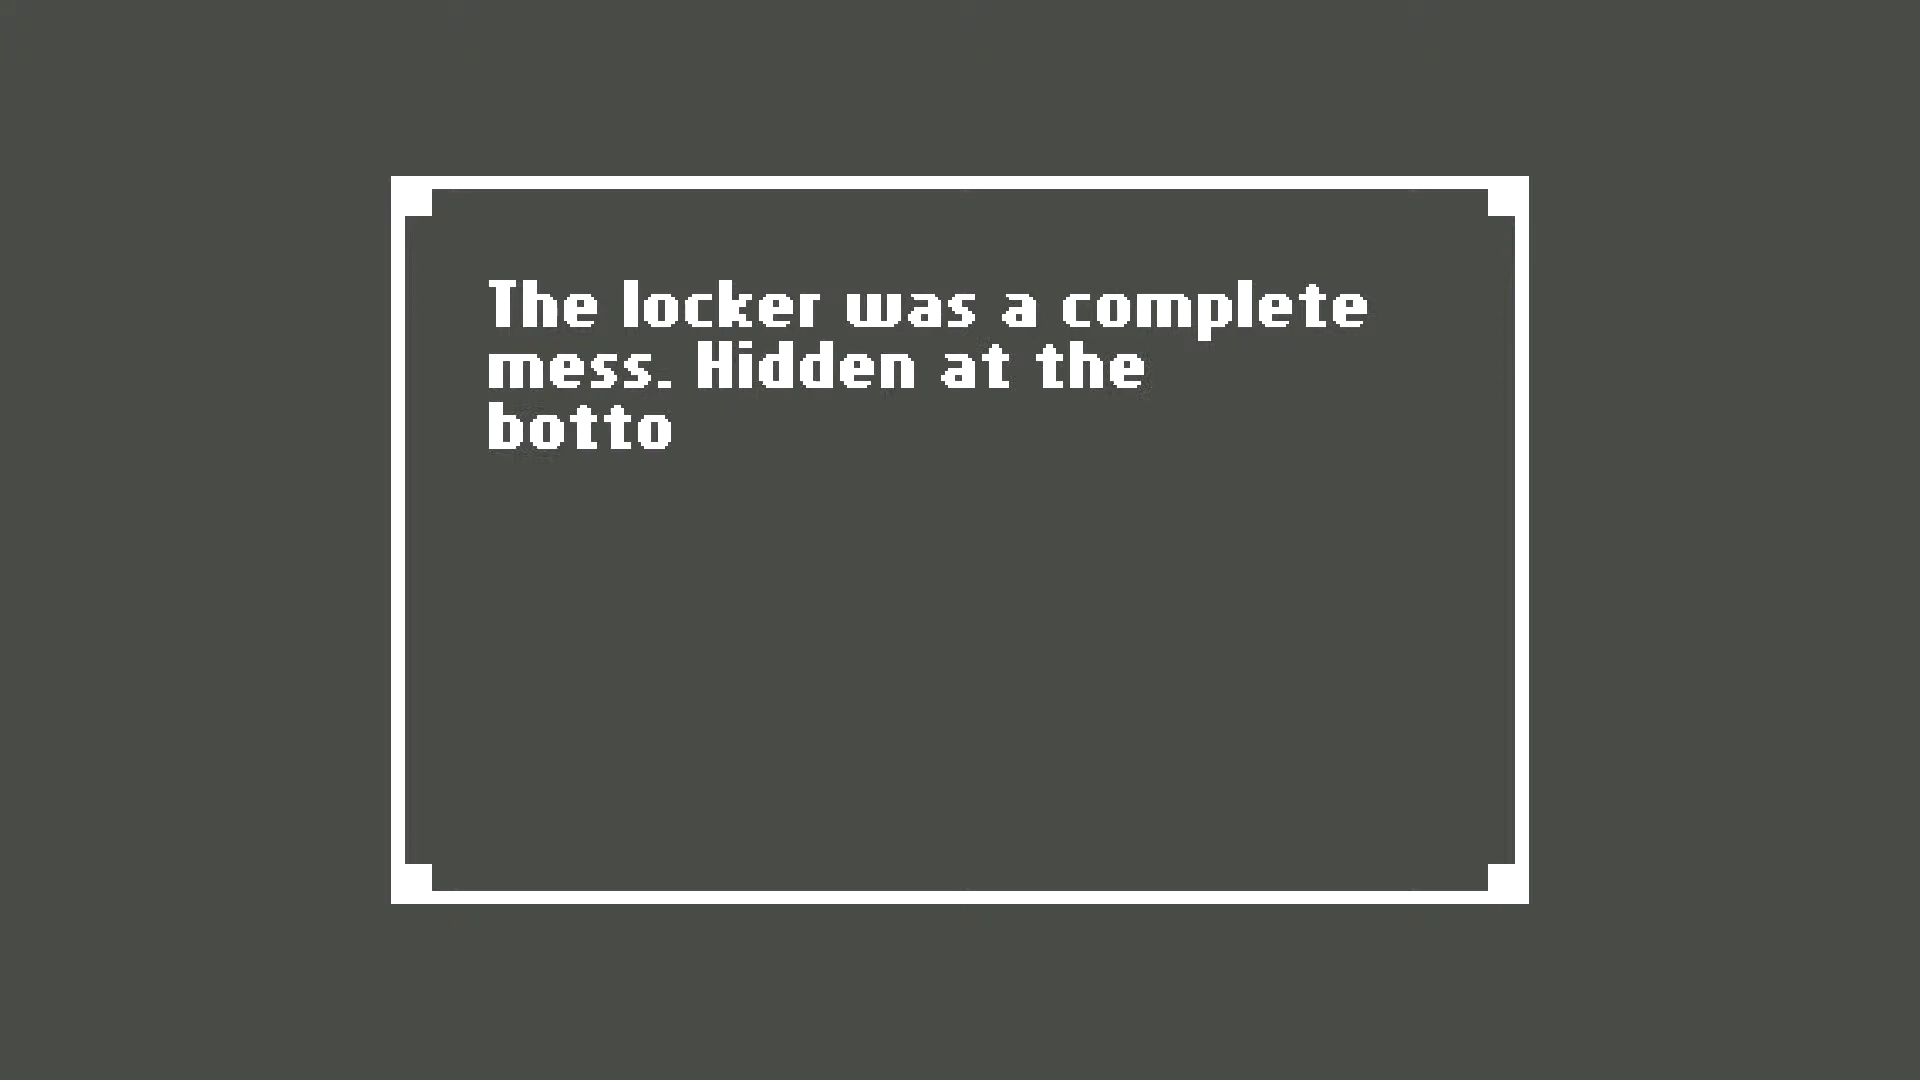 The locker was a complete
mess. Hidden at the
botto